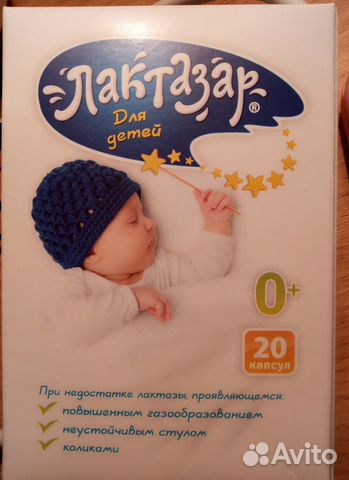 Лактазар®
Для
детей
0+
20
капсул
При недостатке лактазы, проявляющемся:
повышенным газообразованием
неустойчивым стулом
коликами
Avito